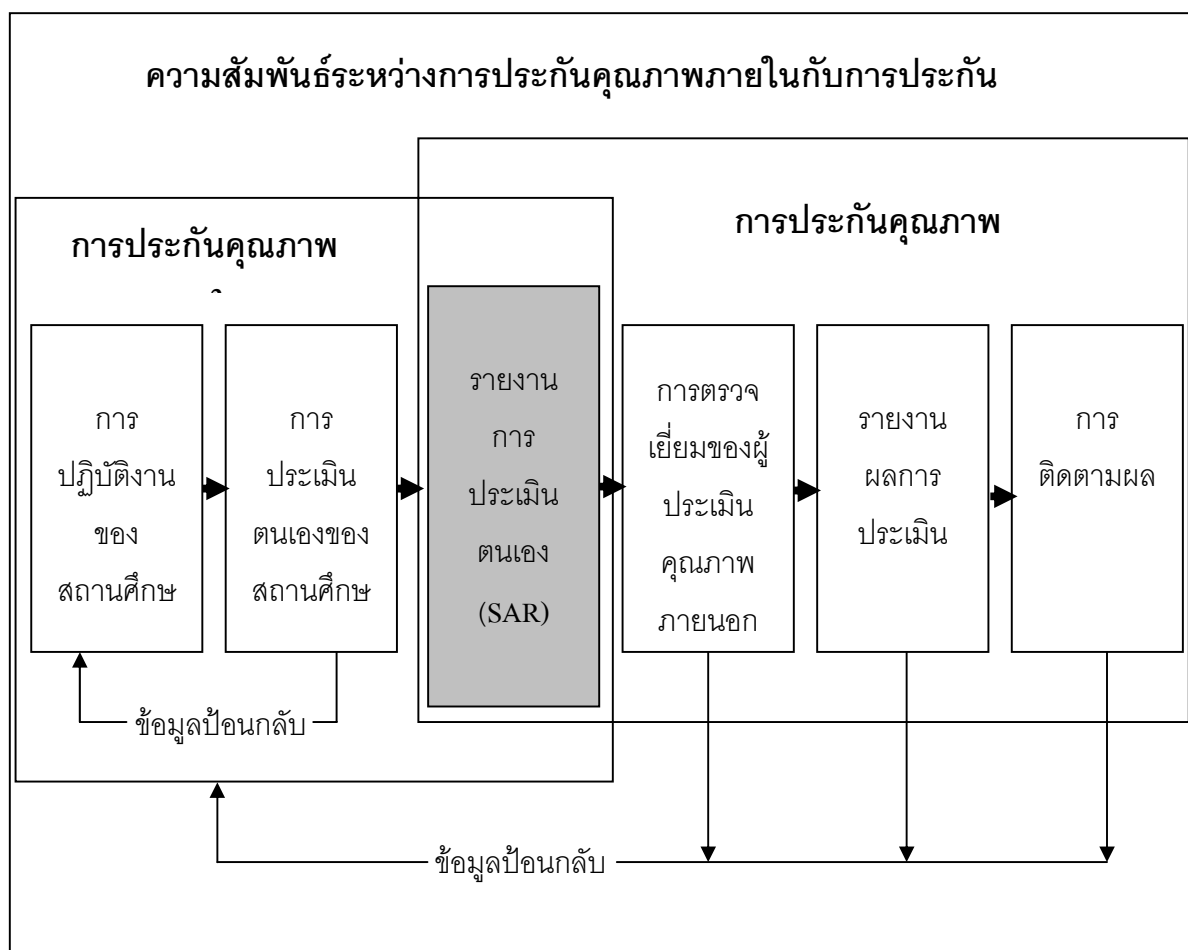 ความสัมพันธ์ระหว่างการประกันคุณภาพภายในกับการประกัน
การประกันคุณภาพ
การประกันคุณภาพ
การ
ปฏิบัติงาน
ของ
สถานศึกษ
การ
ประเมิน
ตนเองของ
สถานศึกษ
รายงาน
การ
ประเมิน
ตนเอง
(SAR)
การตรวจ
เยี่ยมของผู้
ประเมิน
คุณภาพ
ภายนอก
รายงาน
ผลการ
ประเมิน
การ
ติดตามผล
ข้อมูลป้อนกลับ
ข้อมูลป้อนกลับ